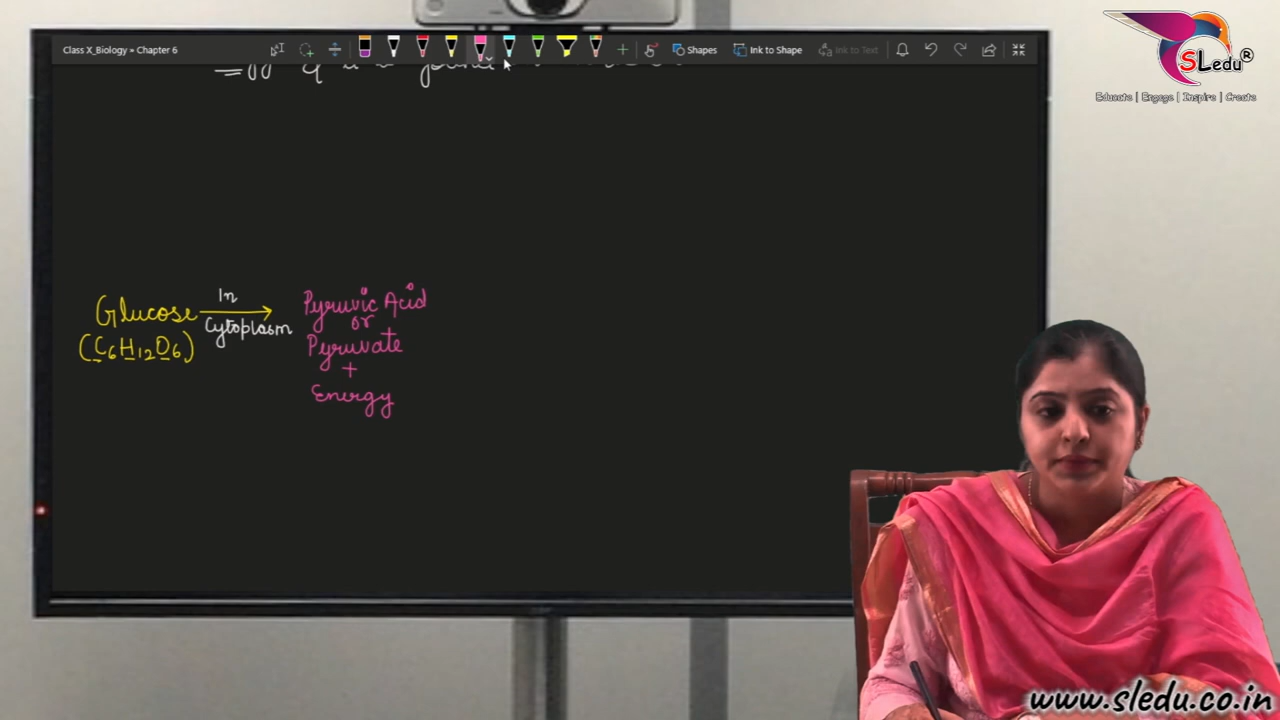 Class X_Biology » Chapter 6
Shapes
Ink to Shape
Ink to Text
SLedu®
Educate | Engage | Inspire | Create
Glucose
In
Cytoplasm
(C6H12O6)
Pyruvic Acid
or
Pyruvate
+
Energy
www.sledu.co.in